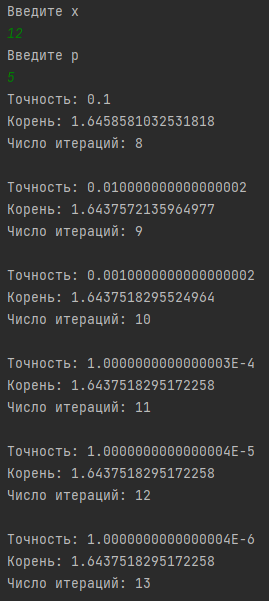 Введите x
12
Введите p
5
Точность: 0.1
Корень: 1.6458581032531818
Число итераций: 8
Точность: 0.010000000000000002
Корень: 1.6437572135964977
Число итераций: 9
Точность: 0.0010000000000000002
Корень: 1.6437518295524964
Число итераций: 10
Точность: 1.0000000000000003E-4
Корень: 1.6437518295172258
Число итераций: 11
Точность: 1.0000000000000004E-5
Корень: 1.6437518295172258
Число итераций: 12
Точность: 1.0000000000000004E-6
Корень: 1.6437518295172258
Число итераций: 13